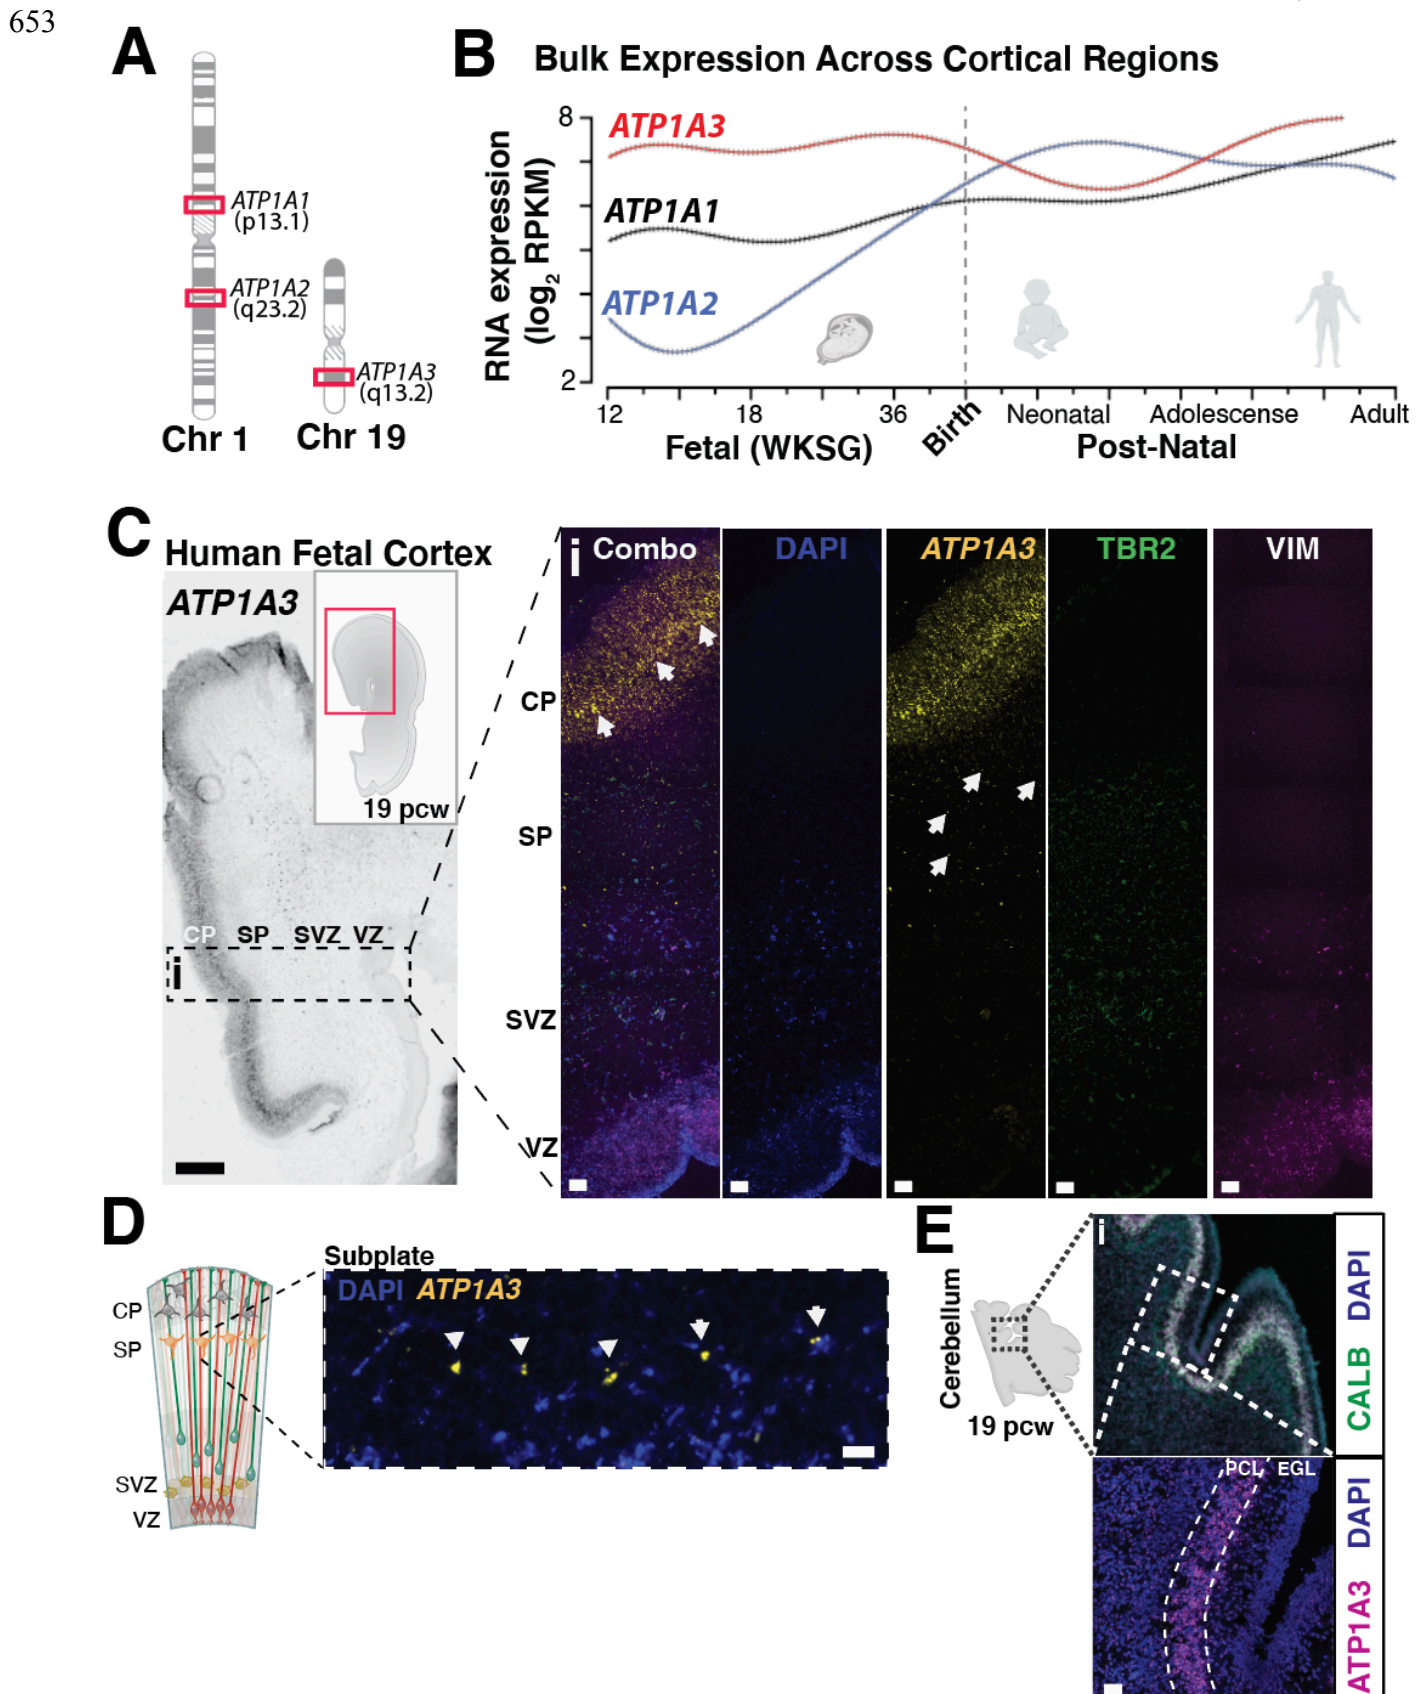 653
A
ATP1A1
(p13.1)
ATP1A2
(q23.2)
ATP1A3
(q13.2)
Chr 1
Chr 19
B
Bulk Expression Across Cortical Regions
RNA expression
(log2 RPKM)
8
2
ATP1A3
ATP1A1
ATP1A2
12
18
36
Birth
Neonatal
Adolescense
Adult
Fetal (WKSG)
Post-Natal
C
Human Fetal Cortex
ATP1A3
19 pcw
CP SP SVZ VZ
i
i
Combo
DAPI
ATP1A3
TBR2
VIM
CP
SP
SVZ
VZ
D
CP
SP
SVZ
VZ
Subplate
DAPI ATP1A3
E
Cerebellum
19 pcw
i
CALB DAPI
PCL EGL
ATP1A3 DAPI